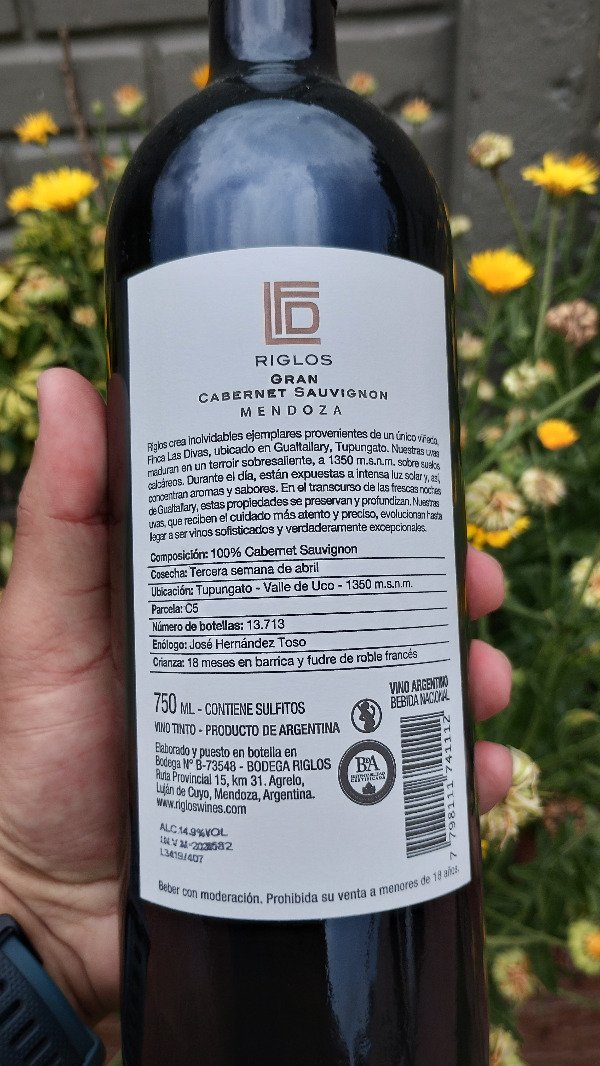 LFD
RIGLOS
GRAN
CABERNET SAUVIGNON
MENDOZA
Riglos crea inolvidables ejemplares provenientes de un único viñedo,
Finca Las Divas, ubicado en Gualtallary, Tupungato. Nuestras uvas
maduran en un terroir sobresaliente, a 1350 m.s.n.m. sobre suelos
calcáreos. Durante el día, están expuestas a intensa luz solar y, así,
concentran aromas y sabores. En el transcurso de las frescas noches
de Gualtallary, estas propiedades se preservan y profundizan. Nuestras
uvas, que reciben el cuidado más atento y preciso, evolucionan hasta
llegar a ser vinos sofisticados y verdaderamente excepcionales.
Composición: 100% Cabernet Sauvignon
Cosecha: Tercera semana de abril
Ubicación: Tupungato - Valle de Uco - 1350 m.s.n.m.
Parcela: C5
Número de botellas: 13.713
Enólogo: José Hernández Toso
Crianza: 18 meses en barrica y fudre de roble francés
750 ML - CONTIENE SULFITOS
VINO TINTO - PRODUCTO DE ARGENTINA
VINO ARGENTINO
BEBIDA NACIONAL
Elaborado y puesto en botella en
Bodega Nº B-73548 - BODEGA RIGLOS
Ruta Provincial 15, km 31. Agrelo,
Luján de Cuyo, Mendoza, Argentina.
www.rigloswines.com
BdA
7 798111 741112
ALC.14.9%VOL
L3419/407
Beber con moderación. Prohibida su venta a menores de 18 años.